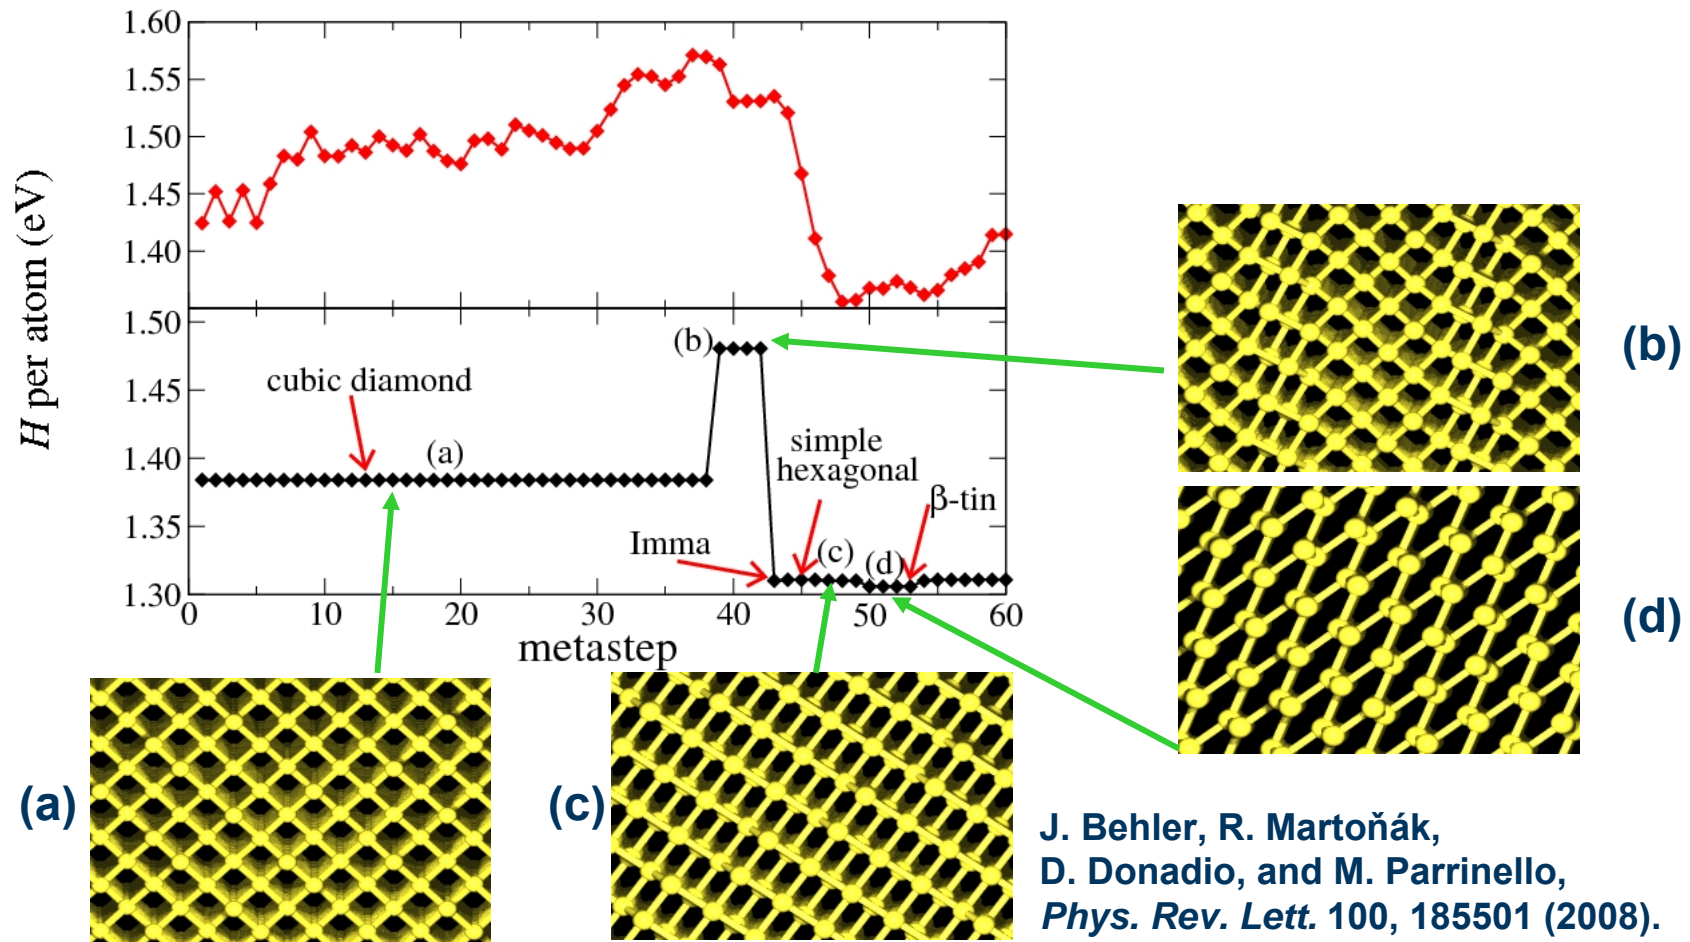 1.60
1.55
1.50
1.45
1.40
H per atom (eV)
1.50
1.45
1.40
1.35
1.30
cubic diamond
(a)
(b)
simple
hexagonal
β-tin
Imma
(c)
(d)
0 10 20 30 40 50 60
metastep
(b)
(d)
(a)
(c)
J. Behler, R. Martoňák,
D. Donadio, and M. Parrinello,
Phys. Rev. Lett. 100, 185501 (2008).